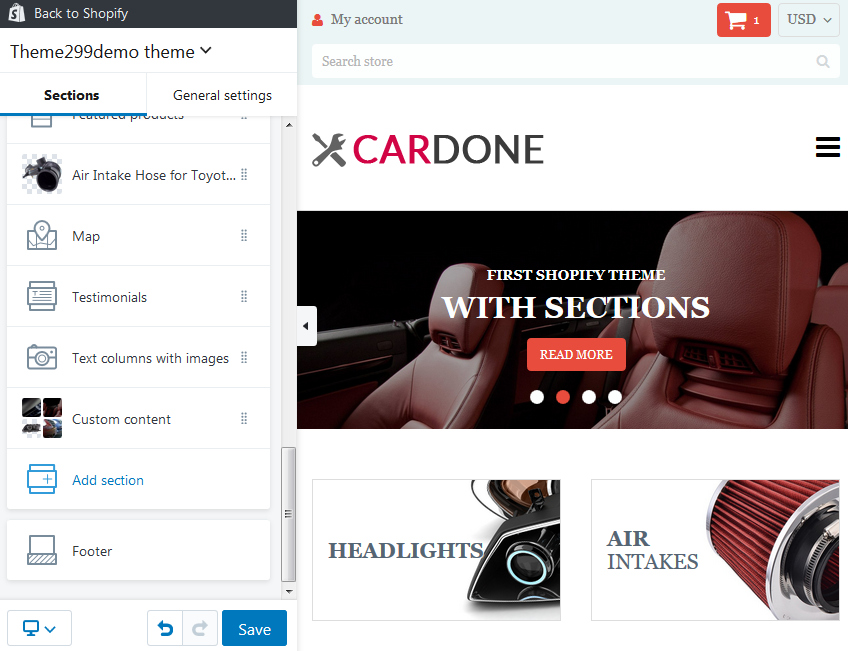 Back to Shopify
Theme299demo theme
Sections
General settings
Featured products
Air Intake Hose for Toyot...
Map
Testimonials
Text columns with images
Custom content
Add section
Footer
Save
My account
1
USD
Search store
CARDONE
FIRST SHOPIFY THEME
WITH SECTIONS
READ MORE
HEADLIGHTS
AIR
INTAKES